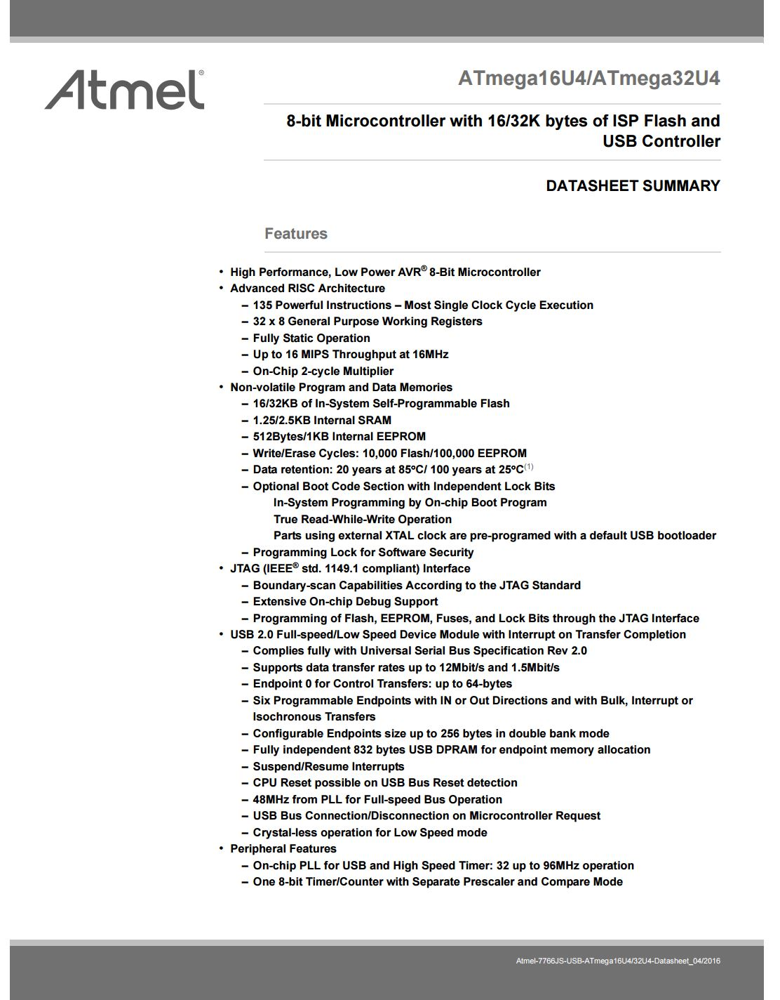 Atmel®
ATmega16U4/ATmega32U4
8-bit Microcontroller with 16/32K bytes of ISP Flash and
USB Controller
DATASHEET SUMMARY
Features
• High Performance, Low Power AVR® 8-Bit Microcontroller
• Advanced RISC Architecture
– 135 Powerful Instructions – Most Single Clock Cycle Execution
– 32 x 8 General Purpose Working Registers
– Fully Static Operation
– Up to 16 MIPS Throughput at 16MHz
– On-Chip 2-cycle Multiplier
• Non-volatile Program and Data Memories
– 16/32KB of In-System Self-Programmable Flash
– 1.25/2.5KB Internal SRAM
– 512Bytes/1KB Internal EEPROM
– Write/Erase Cycles: 10,000 Flash/100,000 EEPROM
– Data retention: 20 years at 85ºC/ 100 years at 25ºC(1)
– Optional Boot Code Section with Independent Lock Bits
In-System Programming by On-chip Boot Program
True Read-While-Write Operation
Parts using external XTAL clock are pre-programed with a default USB bootloader
– Programming Lock for Software Security
• JTAG (IEEE® std. 1149.1 compliant) Interface
– Boundary-scan Capabilities According to the JTAG Standard
– Extensive On-chip Debug Support
– Programming of Flash, EEPROM, Fuses, and Lock Bits through the JTAG Interface
• USB 2.0 Full-speed/Low Speed Device Module with Interrupt on Transfer Completion
– Complies fully with Universal Serial Bus Specification Rev 2.0
– Supports data transfer rates up to 12Mbit/s and 1.5Mbit/s
– Endpoint 0 for Control Transfers: up to 64-bytes
– Six Programmable Endpoints with IN or Out Directions and with Bulk, Interrupt or
Isochronous Transfers
– Configurable Endpoints size up to 256 bytes in double bank mode
– Fully independent 832 bytes USB DPRAM for endpoint memory allocation
– Suspend/Resume Interrupts
– CPU Reset possible on USB Bus Reset detection
– 48MHz from PLL for Full-speed Bus Operation
– USB Bus Connection/Disconnection on Microcontroller Request
– Crystal-less operation for Low Speed mode
• Peripheral Features
– On-chip PLL for USB and High Speed Timer: 32 up to 96MHz operation
– One 8-bit Timer/Counter with Separate Prescaler and Compare Mode
Atmel-7766JS-USB-ATmega16U4/32U4-Datasheet_04/2016